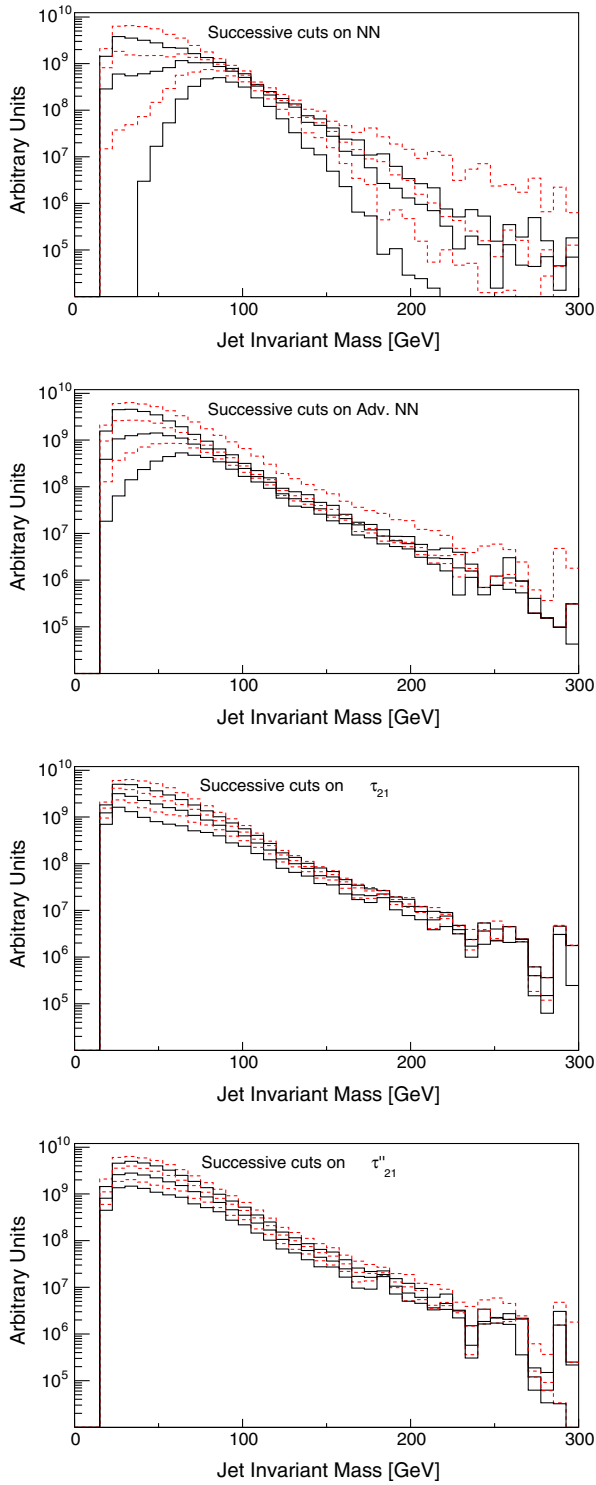 Successive cuts on NN
Arbitrary Units
10^10
10^9
10^8
10^7
10^6
10^5
0 100 200 300
Jet Invariant Mass [GeV]
Successive cuts on Adv. NN
Arbitrary Units
10^10
10^9
10^8
10^7
10^6
10^5
0 100 200 300
Jet Invariant Mass [GeV]
Successive cuts on τ_21
Arbitrary Units
10^10
10^9
10^8
10^7
10^6
10^5
0 100 200 300
Jet Invariant Mass [GeV]
Successive cuts on τ''_21
Arbitrary Units
10^10
10^9
10^8
10^7
10^6
10^5
0 100 200 300
Jet Invariant Mass [GeV]